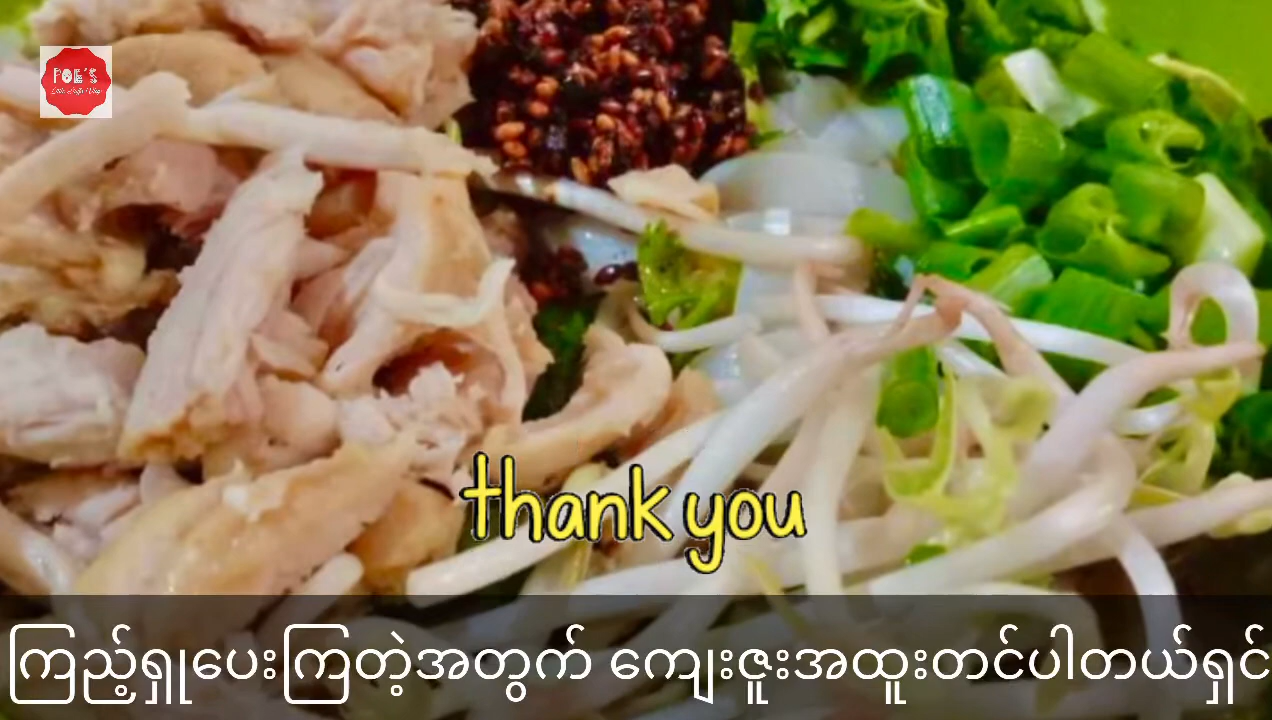 POE'S
thank you
ကြည့်ရှုပေးကြတဲ့အတွက် ကျေးဇူးအထူးတင်ပါတယ်ရှင်